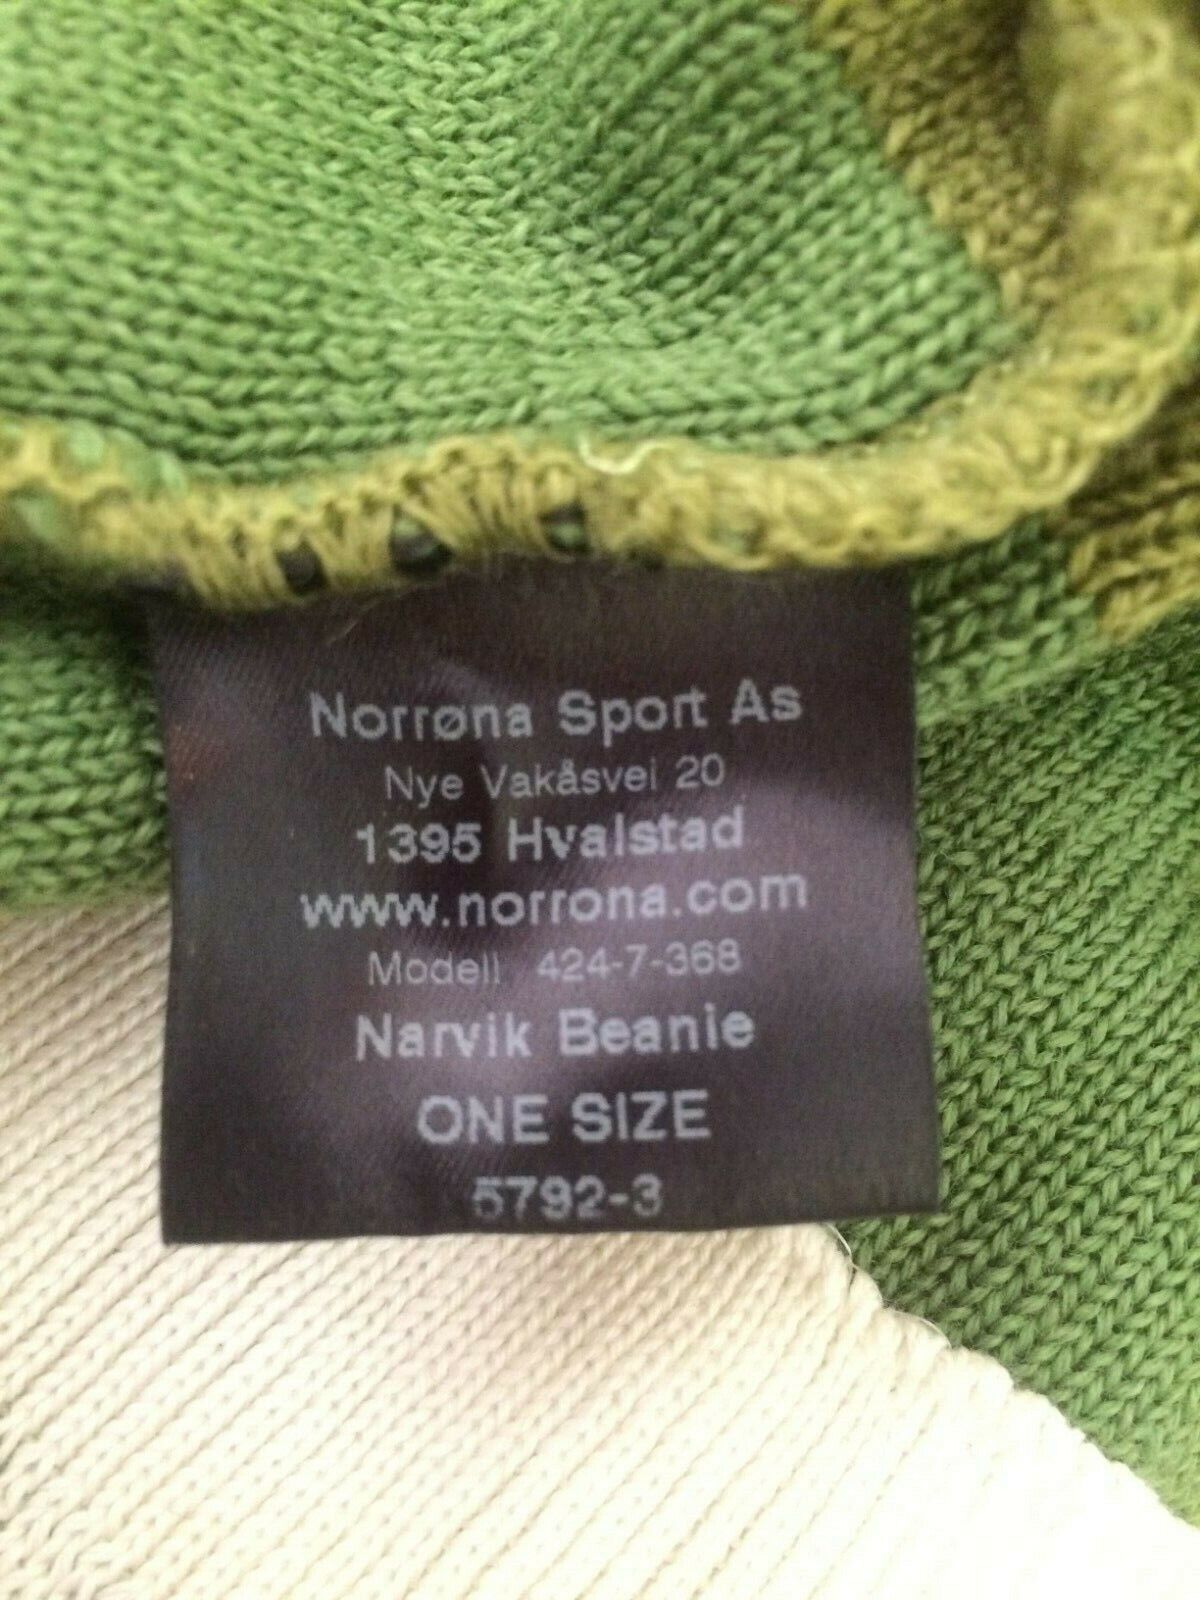 Norrøna Sport As
Nye Vakåsvei 20
1395 Hvalstad
www.norrona.com
Modell 424-7-368
Narvik Beanie
ONE SIZE
5792-3